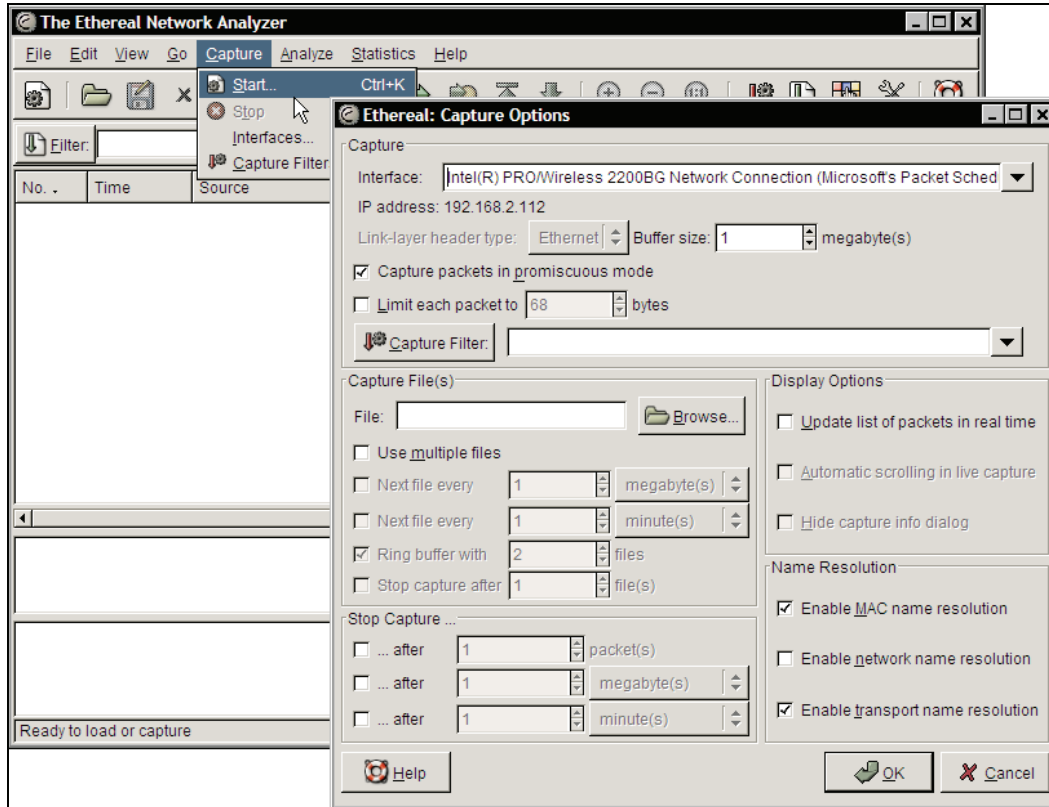 The Ethereal Network Analyzer
File Edit View Go Capture Analyze Statistics Help
Start... Ctrl+K
Stop
Interfaces...
Capture Filter
Filter:
No. . Time Source
Ready to load or capture
Ethereal: Capture Options
Capture
Interface: Intel(R) PRO/Wireless 2200BG Network Connection (Microsoft's Packet Sched
IP address: 192.168.2.112
Link-layer header type: Ethernet Buffer size: 1 megabyte(s)
Capture packets in promiscuous mode
Limit each packet to 68 bytes
Capture Filter:
Capture File(s)
File: Browse...
Use multiple files
Next file every 1 megabyte(s)
Next file every 1 minute(s)
Ring buffer with 2 files
Stop capture after 1 file(s)
Stop Capture ...
... after 1 packet(s)
... after 1 megabyte(s)
... after 1 minute(s)
Display Options
Update list of packets in real time
Automatic scrolling in live capture
Hide capture info dialog
Name Resolution
Enable MAC name resolution
Enable network name resolution
Enable transport name resolution
Help OK Cancel